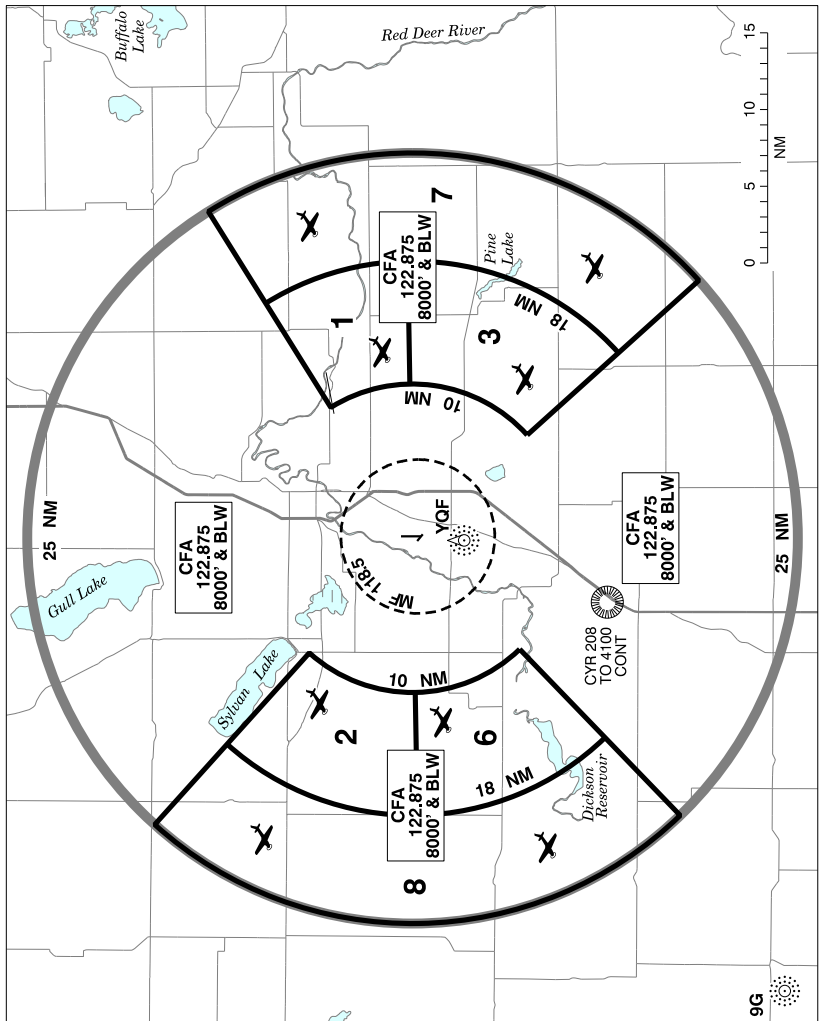 Buffalo
Lake
Red Deer River
15
10
5
0
NM
7
CFA
122.875
8000' & BLW
Pine
Lake
1
3
18 NM
10 NM
25 NM
CFA
122.875
8000' & BLW
Gull Lake
YQF
MF 118.5
CFA
122.875
8000' & BLW
25 NM
CYR 208
TO 4100
CONT
Sylvan Lake
10 NM
2
6
CFA
122.875
8000' & BLW
18 NM
Dickson
Reservoir
8
9G